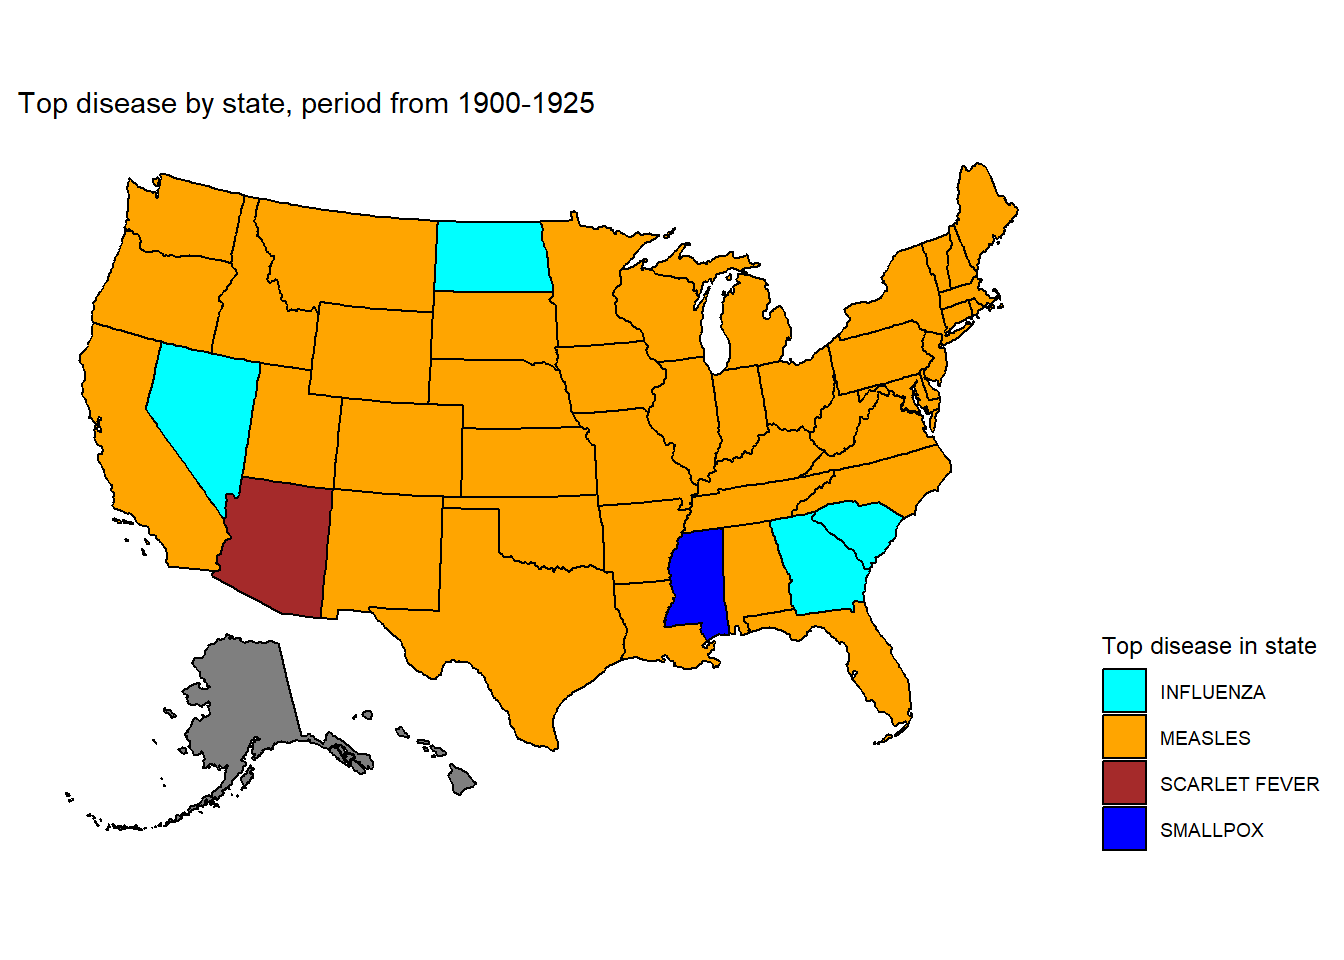 Top disease by state, period from 1900-1925
Top disease in state
INFLUENZA
MEASLES
SCARLET FEVER
SMALLPOX